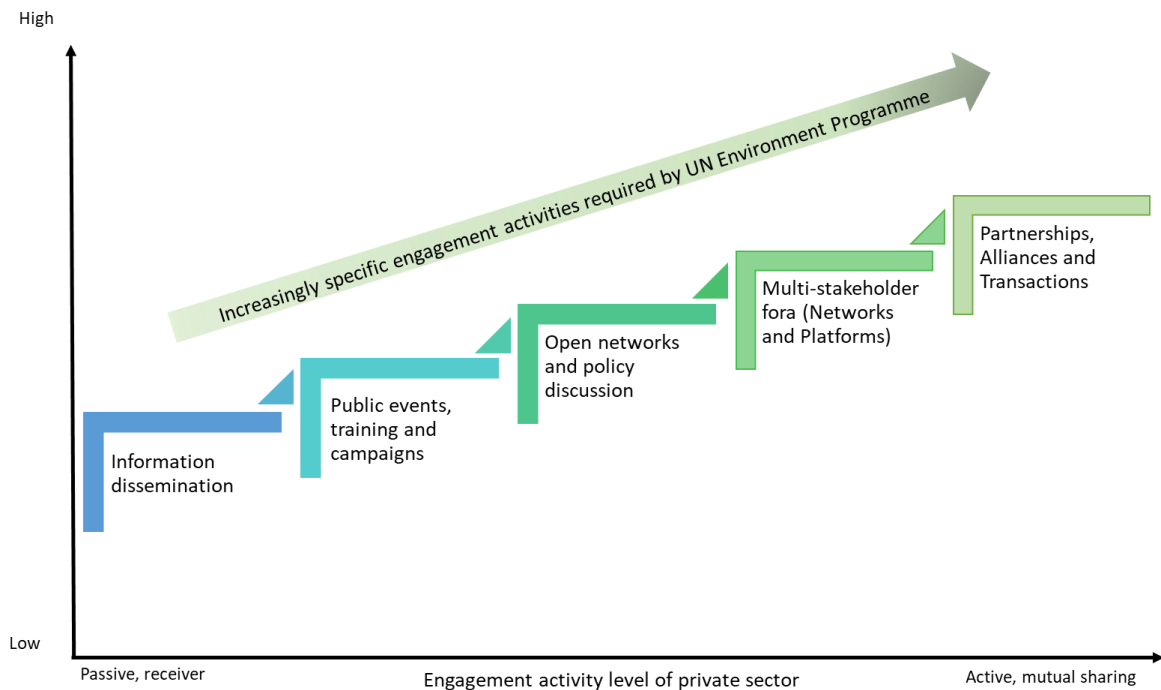 High
Increasingly specific engagement activities required by UN Environment Programme
Partnerships,
Alliances and
Transactions
Multi-stakeholder
fora (Networks
and Platforms)
Open networks
and policy
discussion
Public events,
training and
campaigns
Information
dissemination
Low
Passive, receiver
Engagement activity level of private sector
Active, mutual sharing